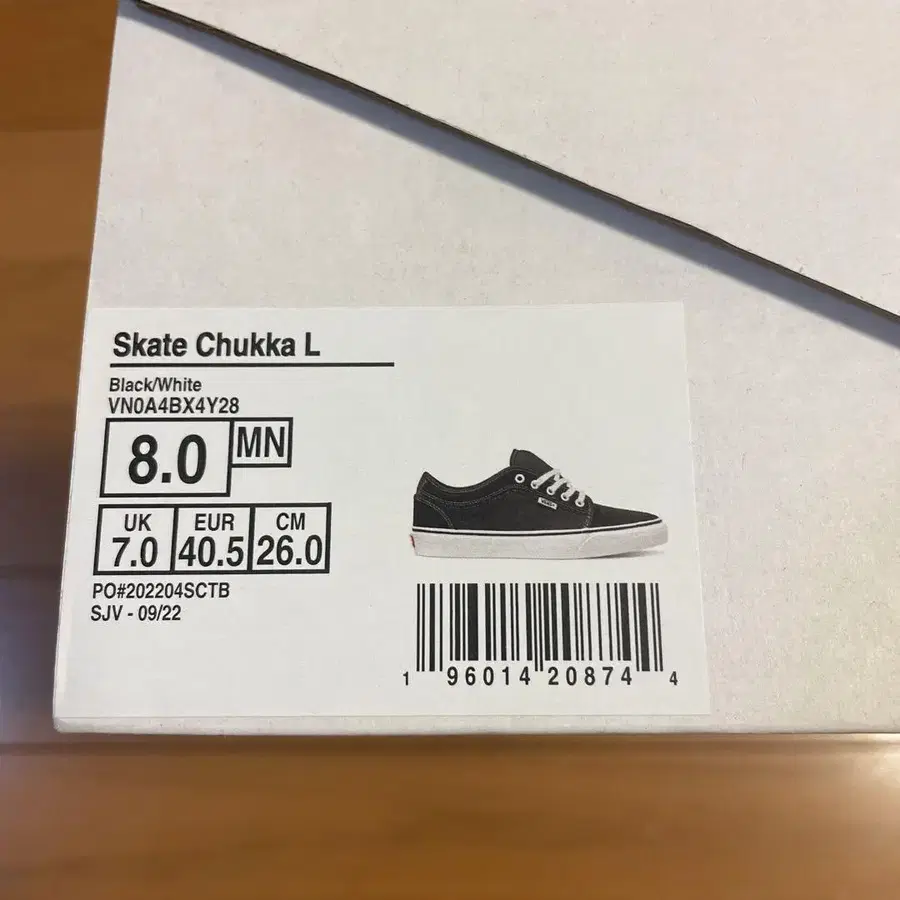 Skate Chukka L
Black/White
VN0A4BX4Y28
8.0 MN
UK EUR CM
7.0 40.5 26.0
PO#202204SCTB
SJV - 09/22
1 96014 20874 4